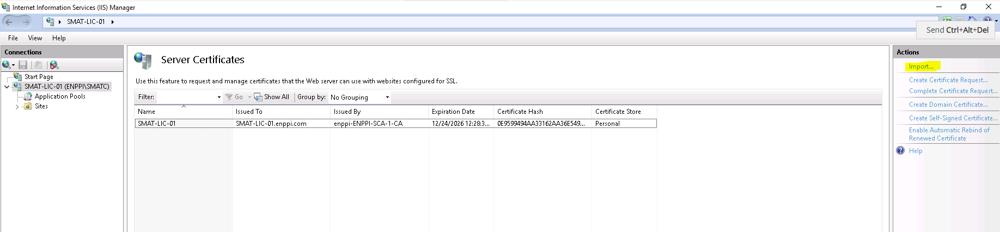 Internet Information Services (IIS) Manager
SMAT-LIC-01
Send Ctrl+Alt+Del
File View Help
Connections
Start Page
SMAT-LIC-01 (ENPPI\SMATC)
Application Pools
Sites
Server Certificates
Use this feature to request and manage certificates that the Web server can use with websites configured for SSL.
Filter: Go Show All Group by: No Grouping
Name Issued To Issued By Expiration Date Certificate Hash Certificate Store
SMAT-LIC-01 SMAT-LIC-01.enppi.com enppi-ENPPI-SCA-1-CA 12/24/2026 12:28:3... 0E9599494AA33162AA36E549... Personal
Actions
Import...
Create Certificate Request...
Complete Certificate Request...
Create Domain Certificate...
Create Self-Signed Certificate...
Enable Automatic Rebind of
Renewed Certificate
Help